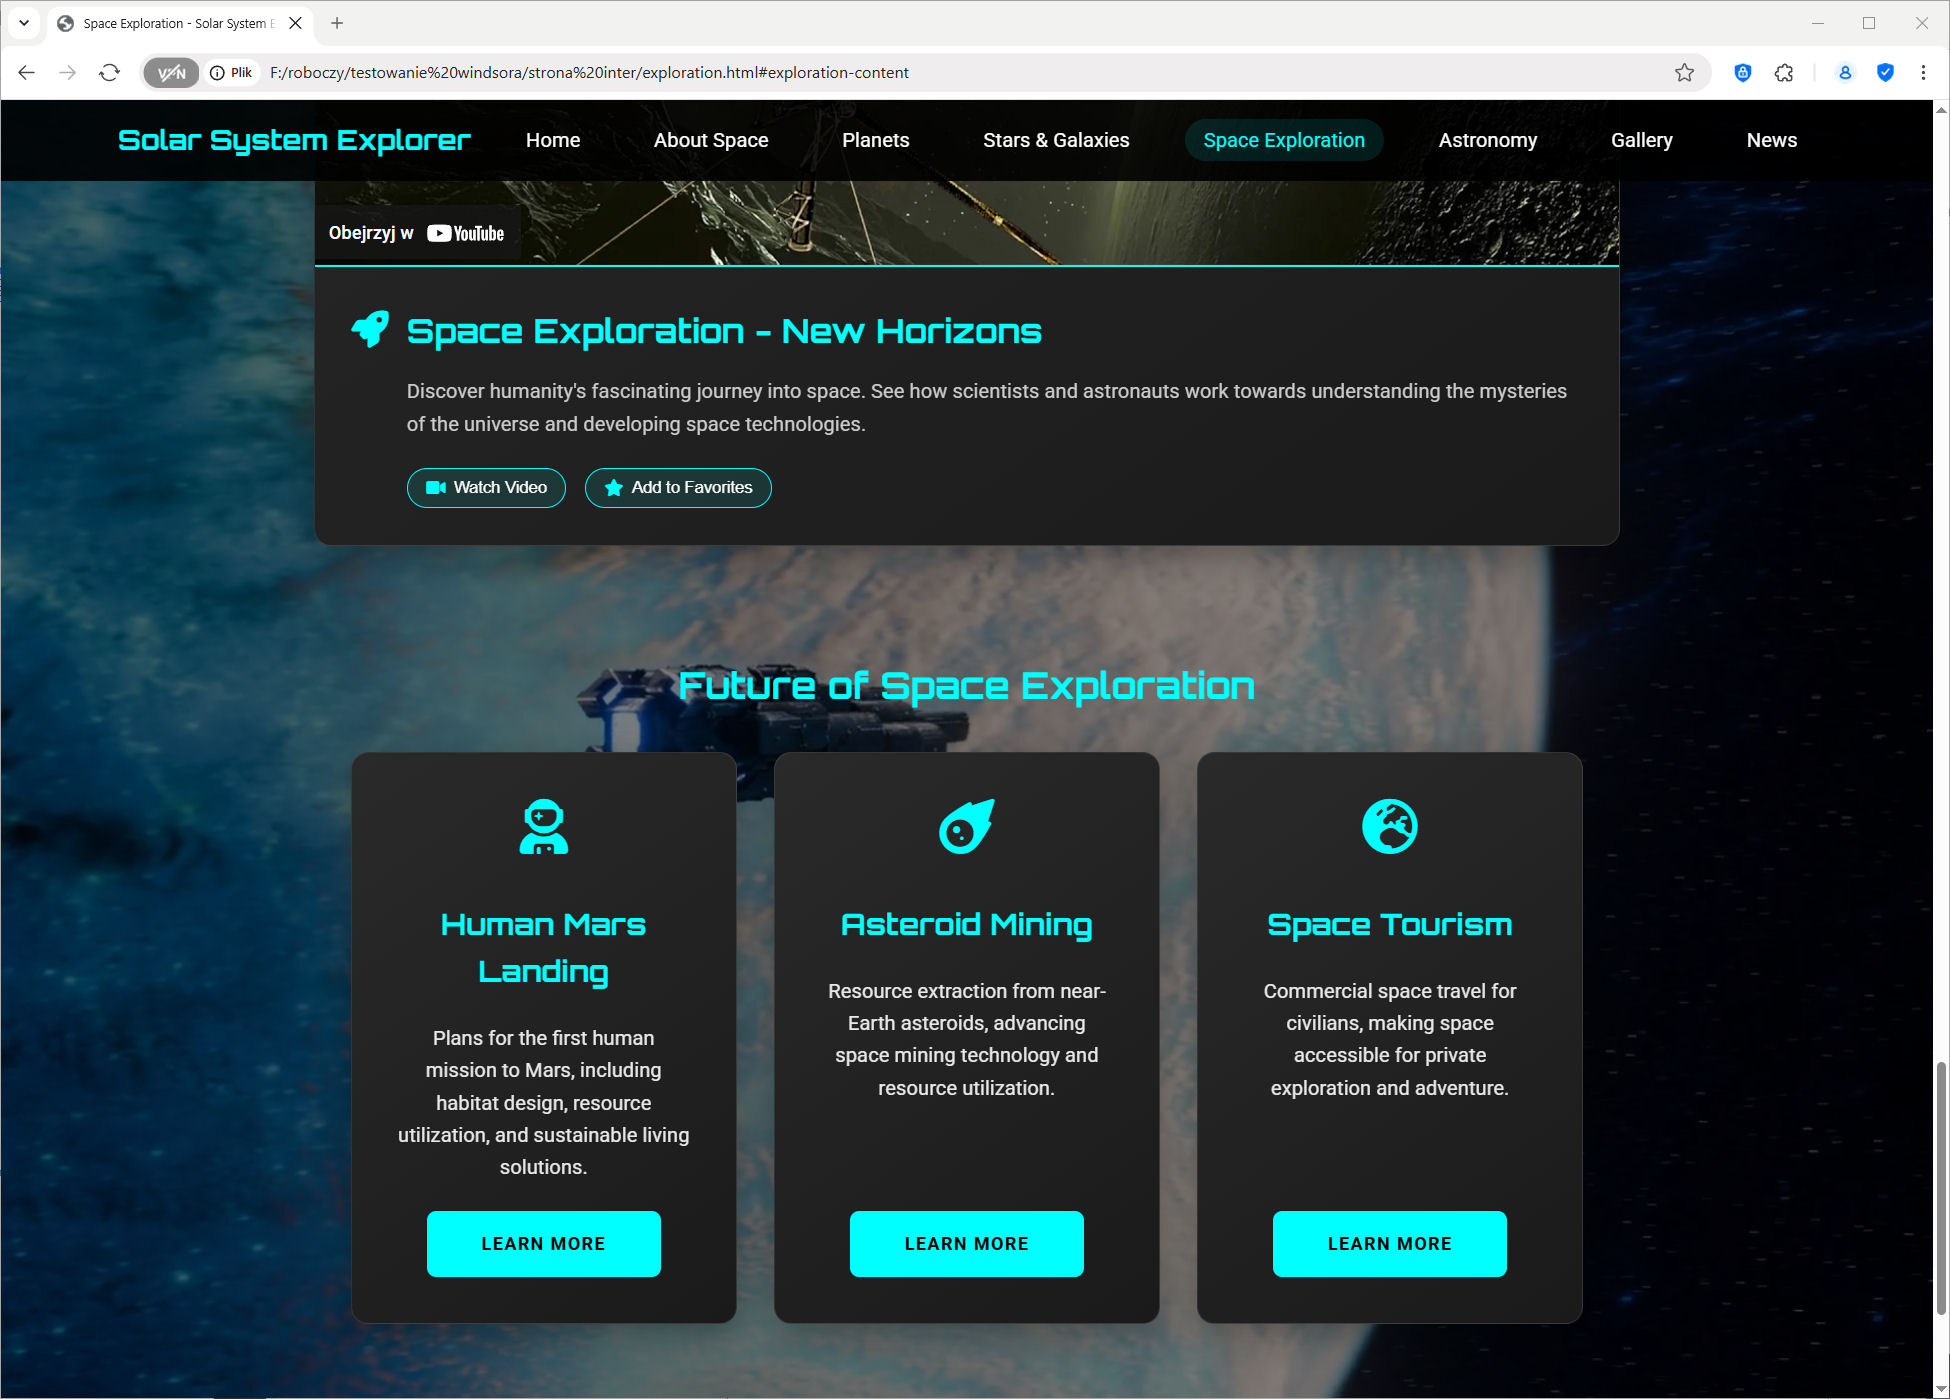 Space Exploration - Solar System E
VPN
Plik
F:/roboczy/testowanie%20windsora/strona%20inter/exploration.html#exploration-content
Solar System Explorer
Home
About Space
Planets
Stars & Galaxies
Space Exploration
Astronomy
Gallery
News
Obejrzyj w YouTube
Space Exploration - New Horizons
Discover humanity's fascinating journey into space. See how scientists and astronauts work towards understanding the mysteries
of the universe and developing space technologies.
Watch Video
Add to Favorites
Future of Space Exploration
Human Mars
Landing
Plans for the first human
mission to Mars, including
habitat design, resource
utilization, and sustainable living
solutions.
LEARN MORE
Asteroid Mining
Resource extraction from near-
Earth asteroids, advancing
space mining technology and
resource utilization.
LEARN MORE
Space Tourism
Commercial space travel for
civilians, making space
accessible for private
exploration and adventure.
LEARN MORE